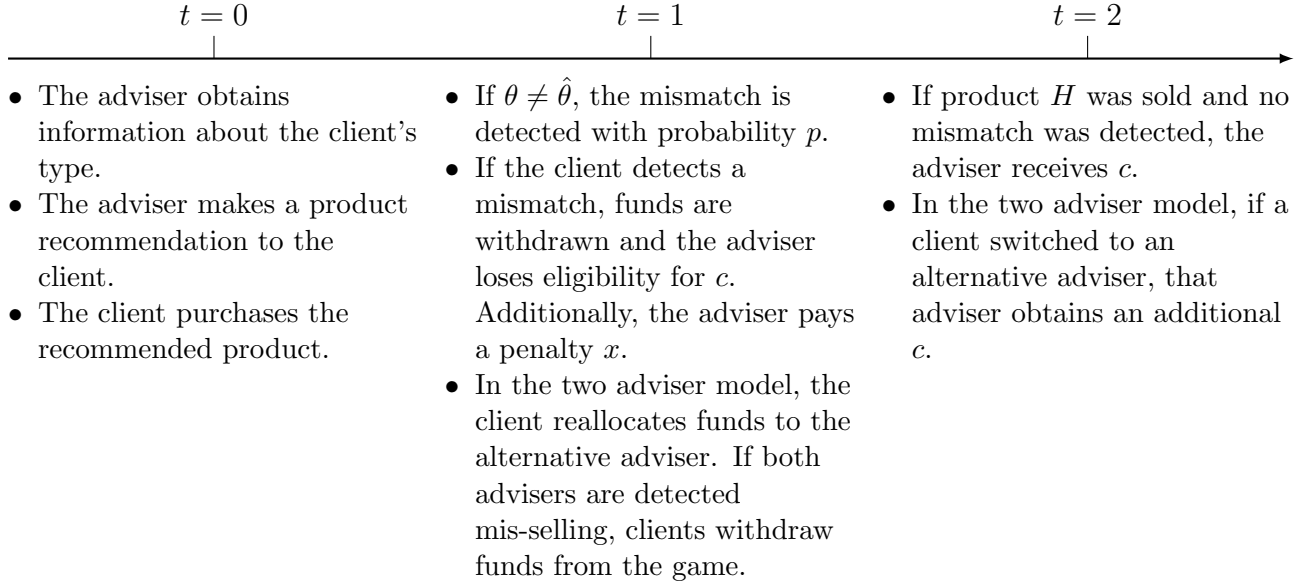 t = 0
t = 1
t = 2
• The adviser obtains
information about the client's
type.
• The adviser makes a product
recommendation to the
client.
• The client purchases the
recommended product.
• If θ ≠ θ̂, the mismatch is
detected with probability p.
• If the client detects a
mismatch, funds are
withdrawn and the adviser
loses eligibility for c.
Additionally, the adviser pays
a penalty x.
• In the two adviser model, the
client reallocates funds to the
alternative adviser. If both
advisers are detected
mis-selling, clients withdraw
funds from the game.
• If product H was sold and no
mismatch was detected, the
adviser receives c.
• In the two adviser model, if a
client switched to an
alternative adviser, that
adviser obtains an additional
c.